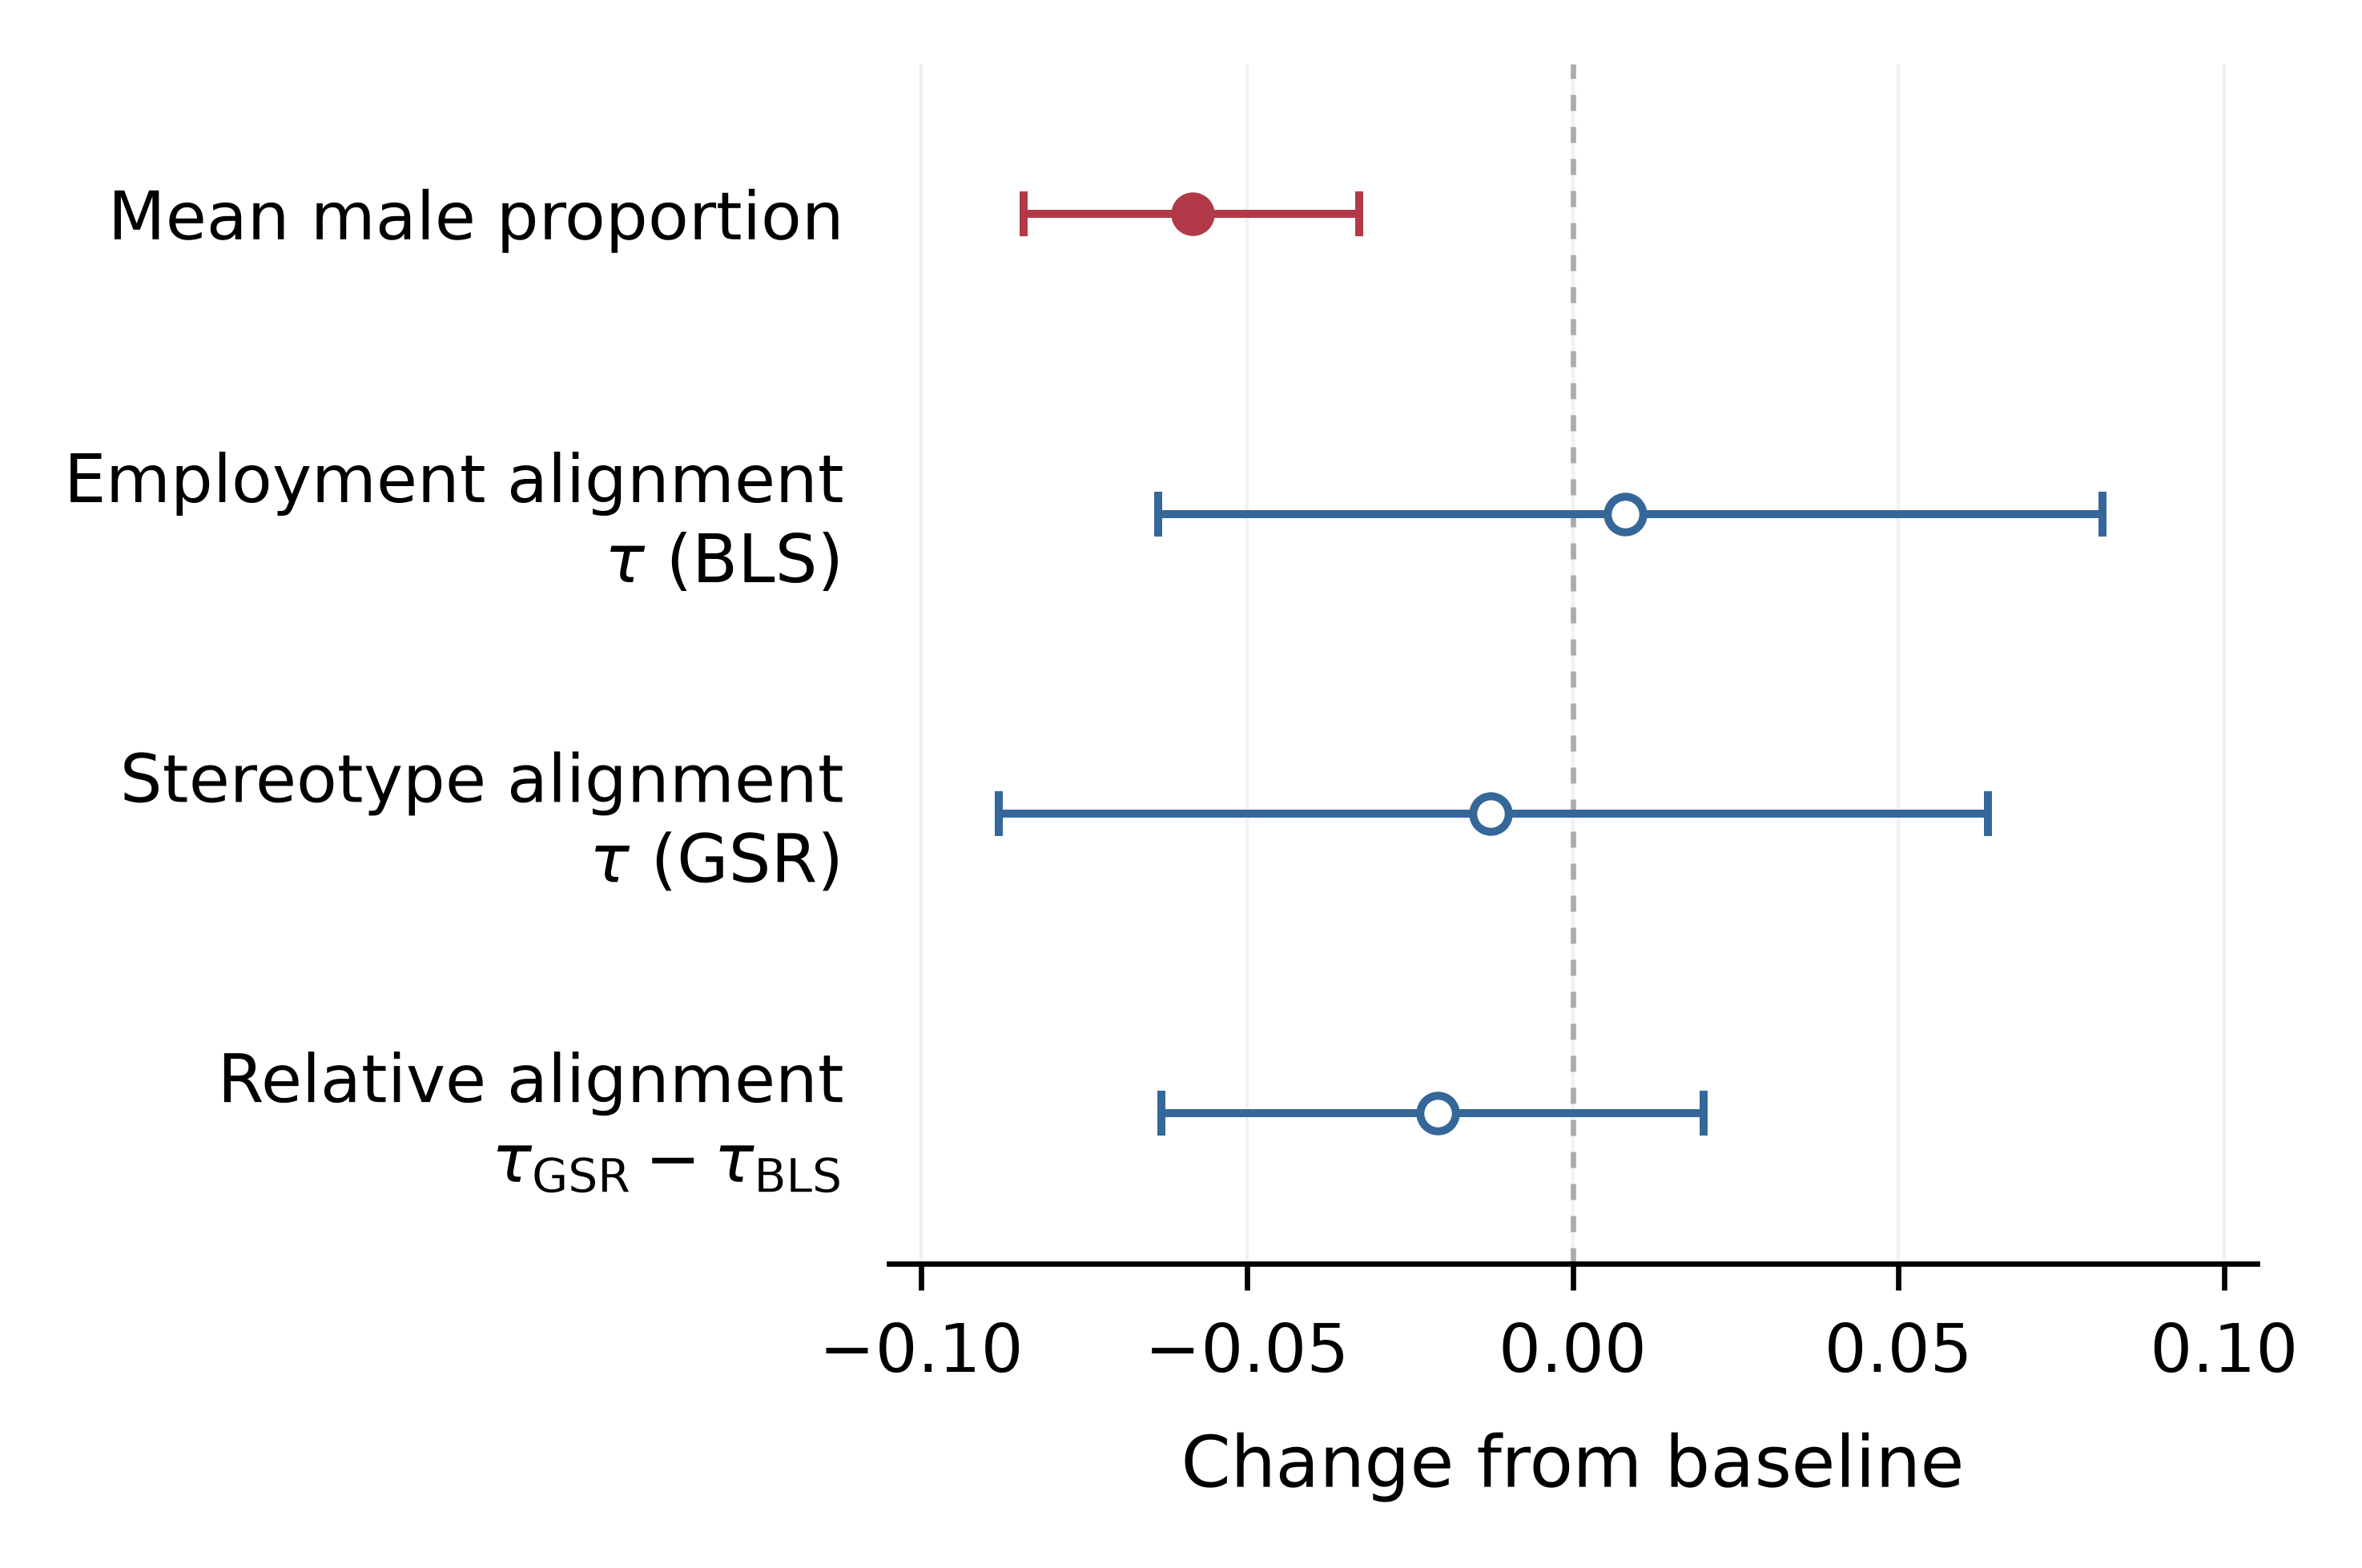 Mean male proportion
Employment alignment
τ (BLS)
Stereotype alignment
τ (GSR)
Relative alignment
τGSR − τBLS
−0.10 −0.05 0.00 0.05 0.10
Change from baseline